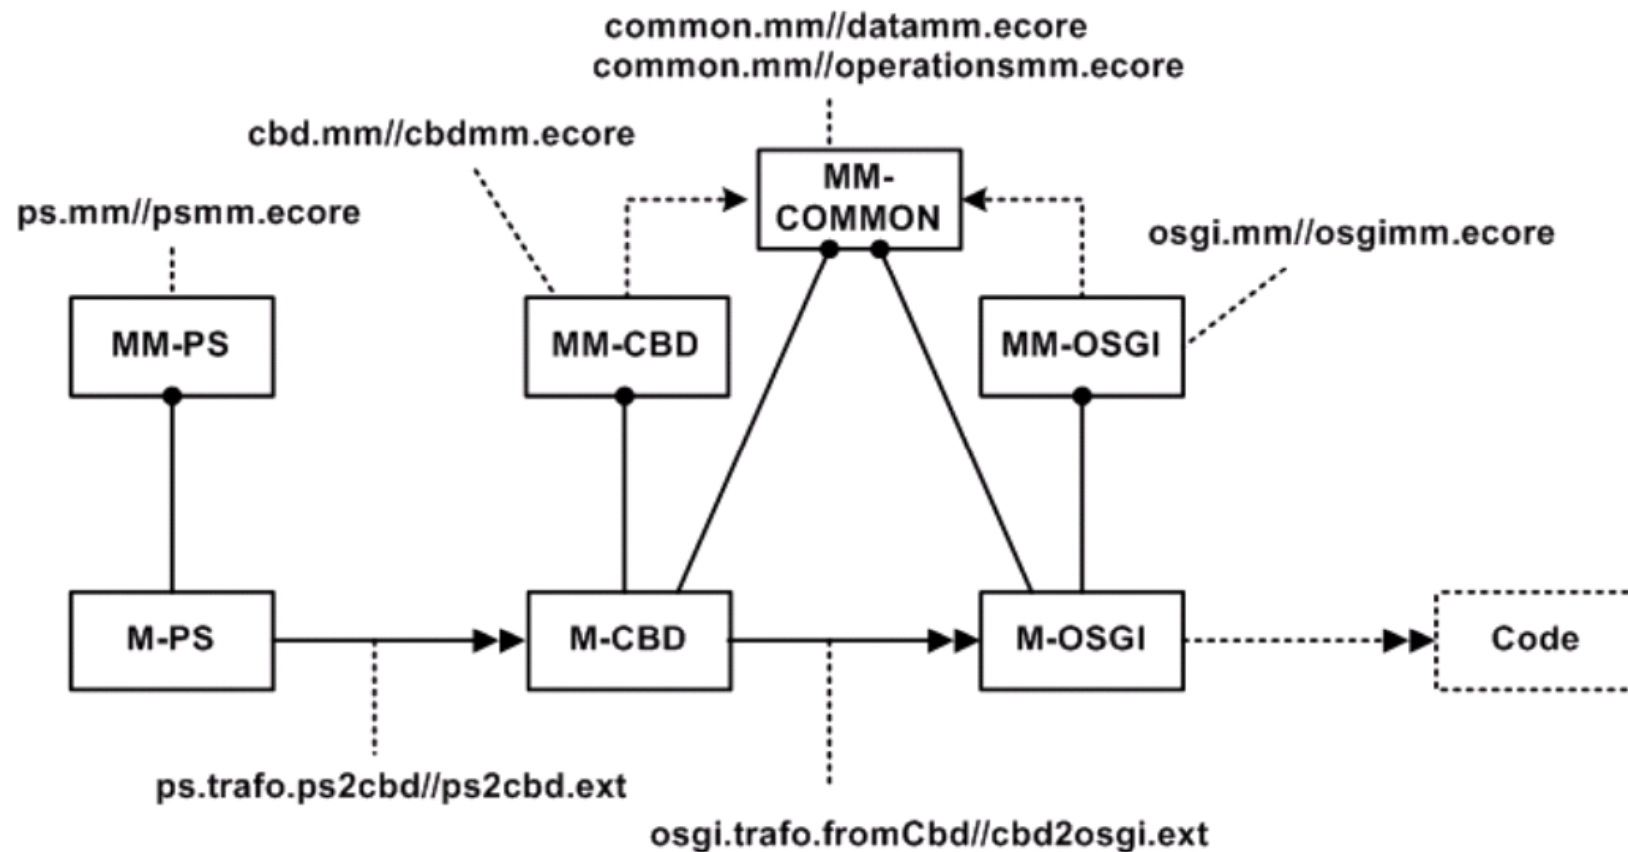 common.mm//datamm.ecore
common.mm//operationsmm.ecore
cbd.mm//cbdmm.ecore
MM-
COMMON
ps.mm//psmm.ecore
osgi.mm//osgimm.ecore
MM-PS
MM-CBD
MM-OSGI
M-PS
M-CBD
M-OSGI
Code
ps.trafo.ps2cbd//ps2cbd.ext
osgi.trafo.fromCbd//cbd2osgi.ext